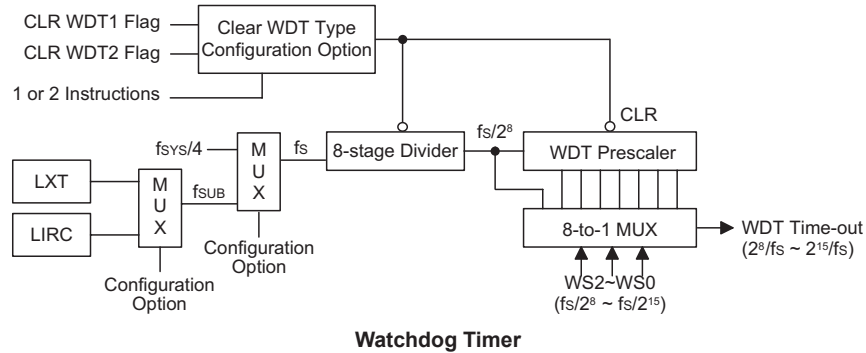 CLR WDT1 Flag
CLR WDT2 Flag
1 or 2 Instructions
Clear WDT Type
Configuration Option
CLR
fSYS/4
fS
fS/2⁸
8-stage Divider
WDT Prescaler
LXT
LIRC
M
U
X
fSUB
M
U
X
Configuration
Option
Configuration
Option
8-to-1 MUX
WDT Time-out
(2⁸/fS ~ 2¹⁵/fS)
WS2~WS0
(fS/2⁸ ~ fS/2¹⁵)
Watchdog Timer